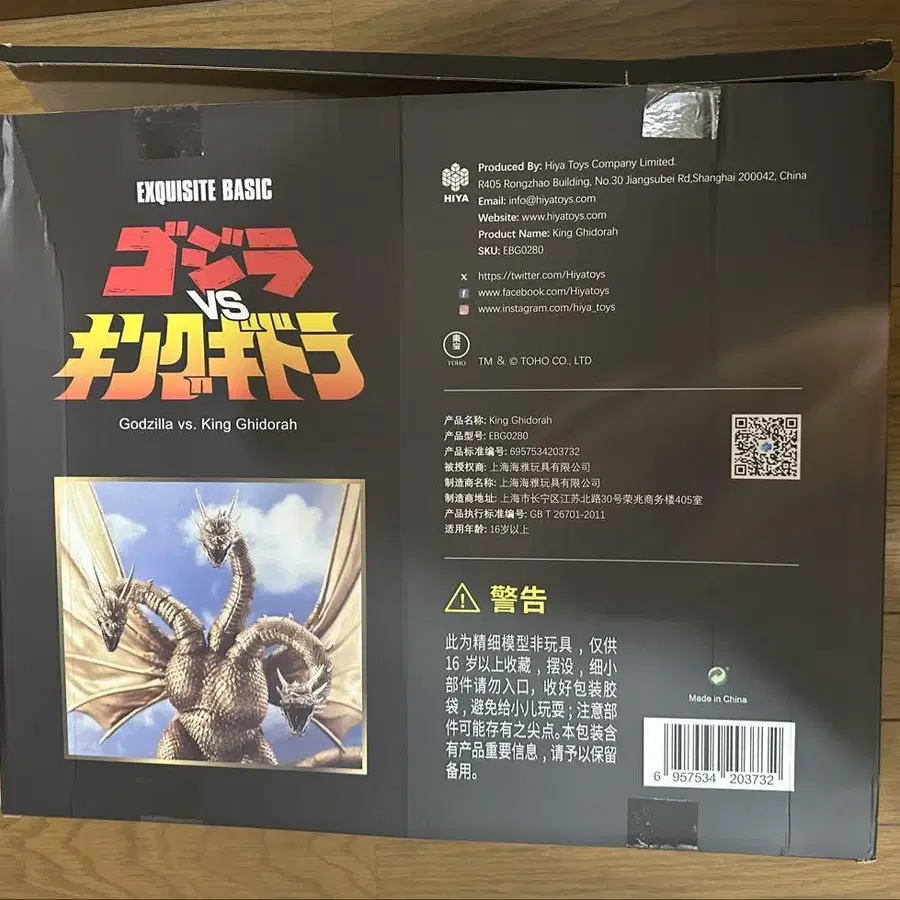 EXQUISITE BASIC
ゴジラ
VS
キングギドラ
Godzilla vs. King Ghidorah
HIYA
Produced By: Hiya Toys Company Limited.
R405 Rongzhao Building, No.30 Jiangsubei Rd,Shanghai 200042, China
Email: info@hiyatoys.com
Website: www.hiyatoys.com
Product Name: King Ghidorah
SKU: EBG0280
X https://twitter.com/Hiyatoys
f www.facebook.com/Hiyatoys
www.instagram.com/hiya_toys
東宝
TOHO
TM & © TOHO CO., LTD
产品名称: King Ghidorah
产品型号: EBG0280
产品标准编号: 6957534203732
被授权商: 上海海雅玩具有限公司
制造商名称: 上海海雅玩具有限公司
制造商地址: 上海市长宁区江苏北路30号荣兆商务楼405室
产品执行标准编号: GB T 26701-2011
适用年龄: 16岁以上
警告
此为精细模型非玩具，仅供
16 岁以上收藏，摆设，细小
部件请勿入口，收好包装胶
袋，避免给小儿玩耍；注意部
件可能存有之尖点。本包装含
有产品重要信息，请予以保留
备用。
Made in China
6 957534 203732